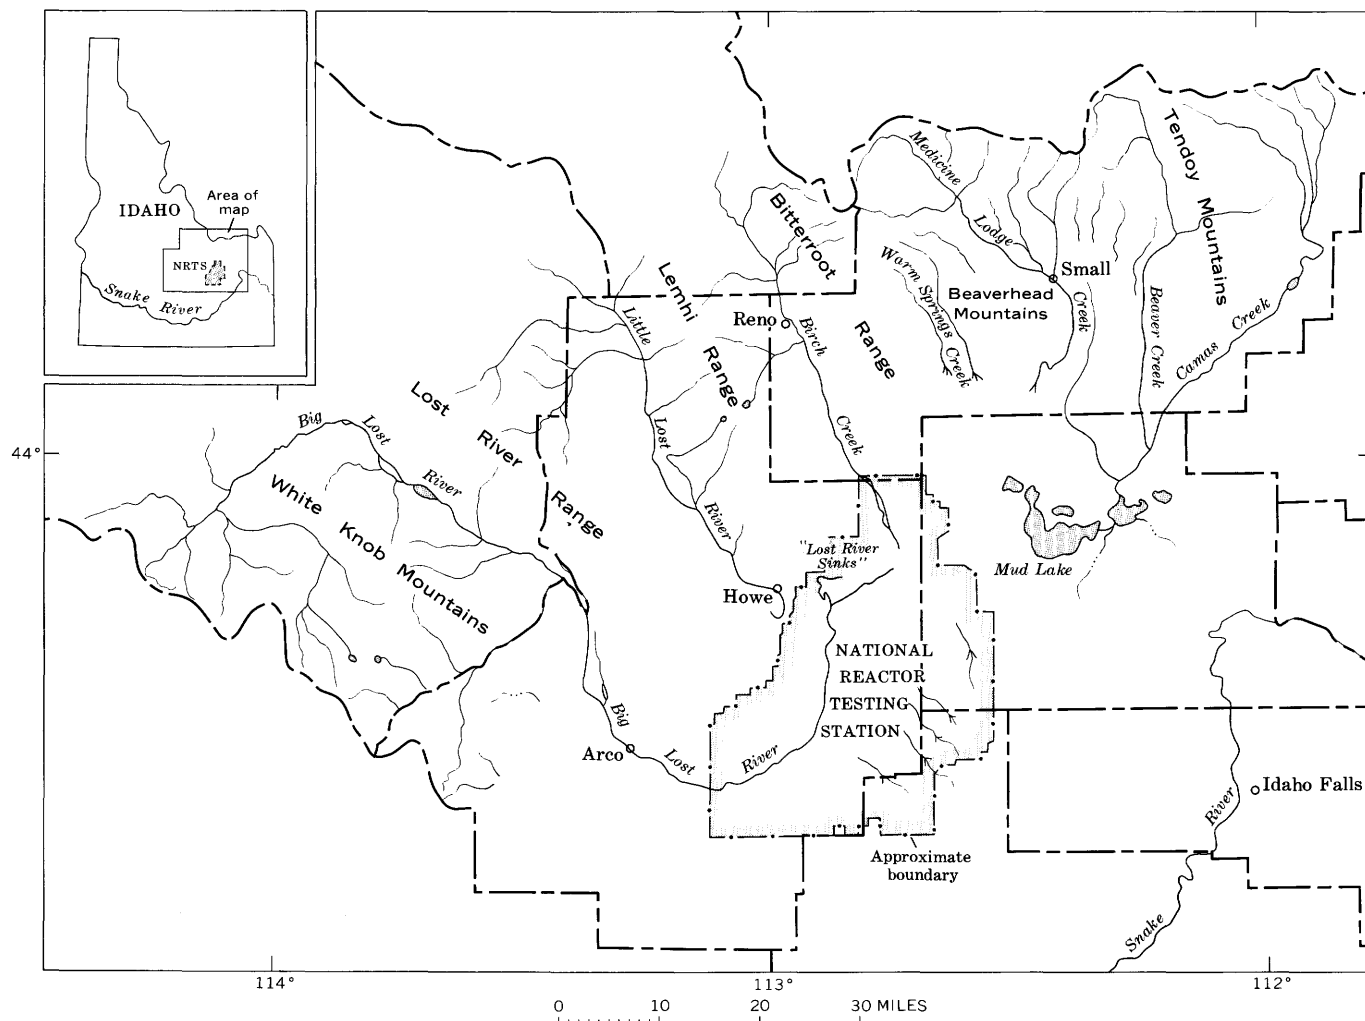 IDAHO
Area of
map
NRTS
Snake River
Medicine
Lodge
Creek
Tendoy
Mountains
Bitterroot
Range
Small
Warm Springs Creek
Beaverhead
Mountains
Beaver Creek
Camas Creek
Lemhi
Range
Little
Lost
River
Reno
Birch
Creek
Lost
River
Range
Big
Lost
River
44°
White Knob Mountains
"Lost River
Sinks"
Mud Lake
Howe
NATIONAL
REACTOR
TESTING
STATION
Big
Lost
River
Arco
Idaho Falls
River
Snake
Approximate
boundary
114°
113°
112°
0 10 20 30 MILES